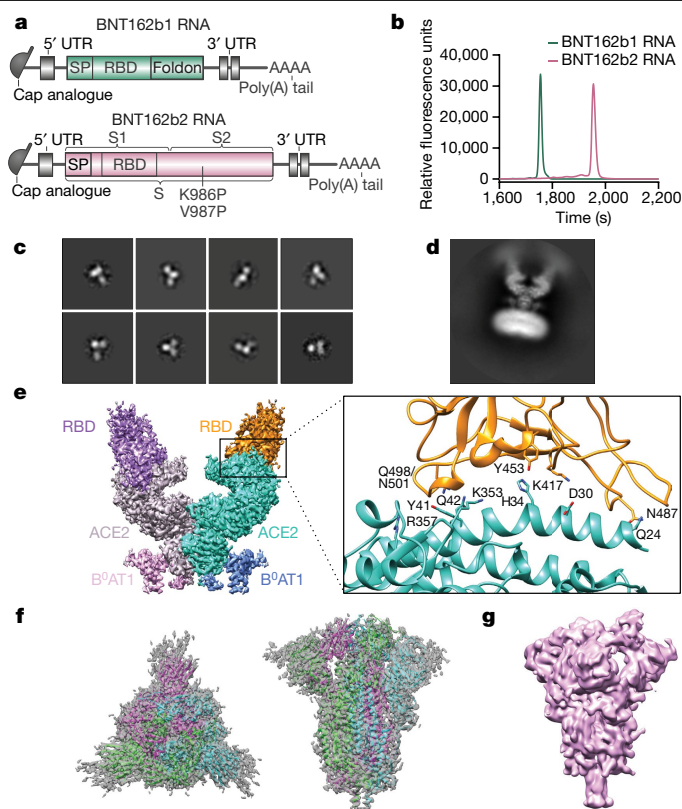 a
BNT162b1 RNA
5′ UTR
3′ UTR
SP
RBD
Foldon
AAAA
Poly(A) tail
Cap analogue
BNT162b2 RNA
5′ UTR
S1
S2
3′ UTR
SP
RBD
AAAA
Poly(A) tail
Cap analogue
S
K986P
V987P
b
Relative fluorescence units
40,000
30,000
20,000
10,000
0
BNT162b1 RNA
BNT162b2 RNA
1,600
1,800
2,000
2,200
Time (s)
c
d
e
RBD
RBD
ACE2
ACE2
B⁰AT1
B⁰AT1
Q498/
N501
Y453
Y41
Q42
K353
H34
K417
D30
N487
R357
Q24
f
g